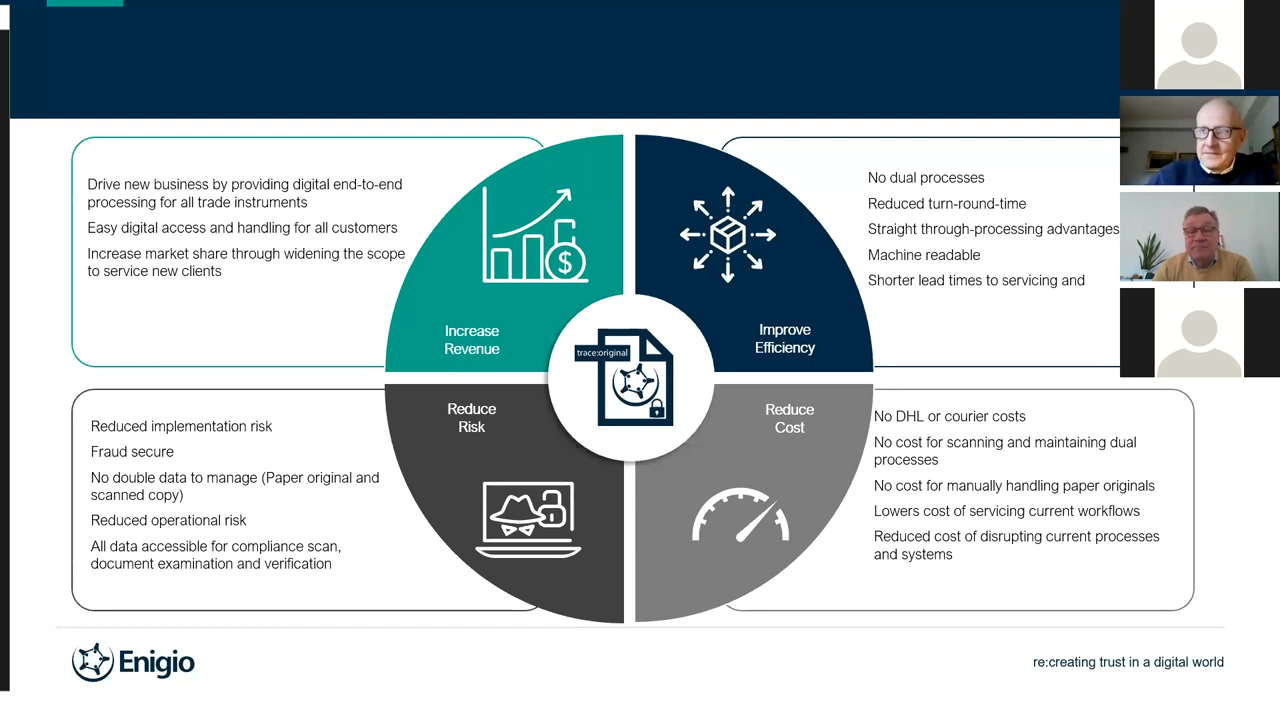 Drive new business by providing digital end-to-end
processing for all trade instruments
Easy digital access and handling for all customers
Increase market share through widening the scope
to service new clients
Increase
Revenue
Improve
Efficiency
No dual processes
Reduced turn-round-time
Straight through-processing advantages
Machine readable
Shorter lead times to servicing and
trace:original
Reduce
Risk
Reduce
Cost
Reduced implementation risk
Fraud secure
No double data to manage (Paper original and
scanned copy)
Reduced operational risk
All data accessible for compliance scan,
document examination and verification
No DHL or courier costs
No cost for scanning and maintaining dual
processes
No cost for manually handling paper originals
Lowers cost of servicing current workflows
Reduced cost of disrupting current processes
and systems
Enigio
re:creating trust in a digital world